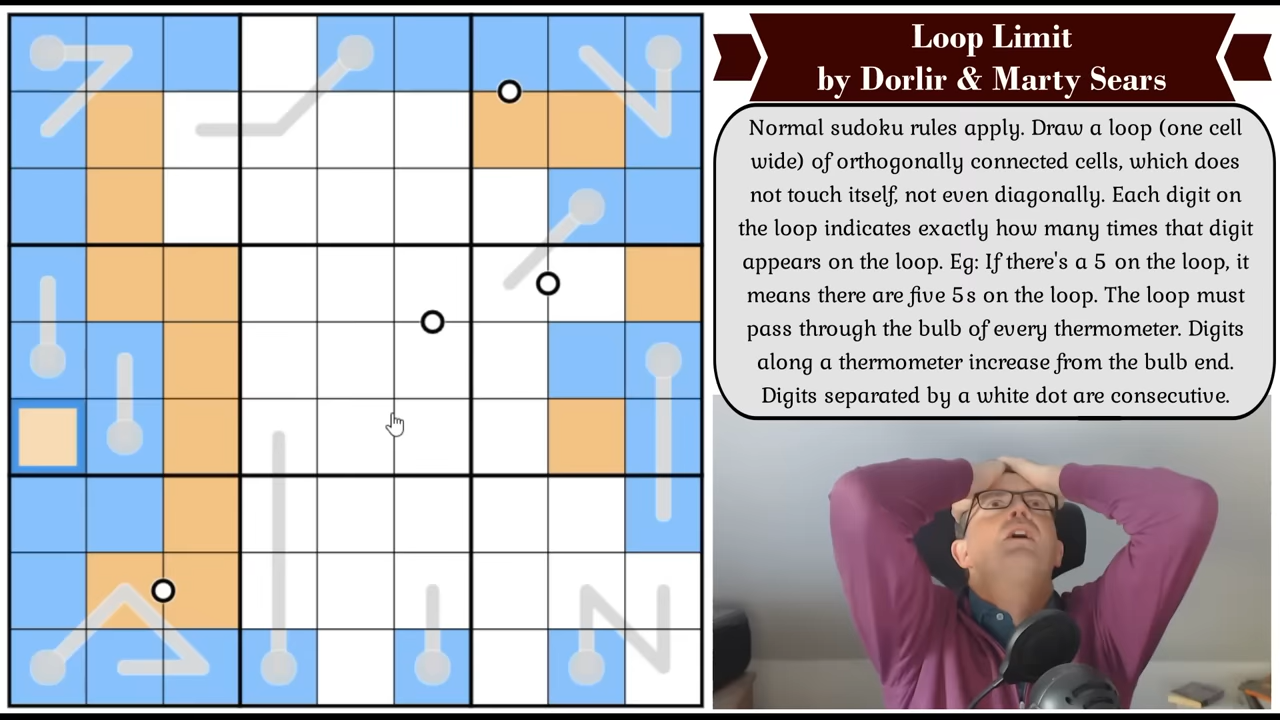 Loop Limit
by Dorlir & Marty Sears
Normal sudoku rules apply. Draw a loop (one cell
wide) of orthogonally connected cells, which does
not touch itself, not even diagonally. Each digit on
the loop indicates exactly how many times that digit
appears on the loop. Eg: If there's a 5 on the loop, it
means there are five 5s on the loop. The loop must
pass through the bulb of every thermometer. Digits
along a thermometer increase from the bulb end.
Digits separated by a white dot are consecutive.